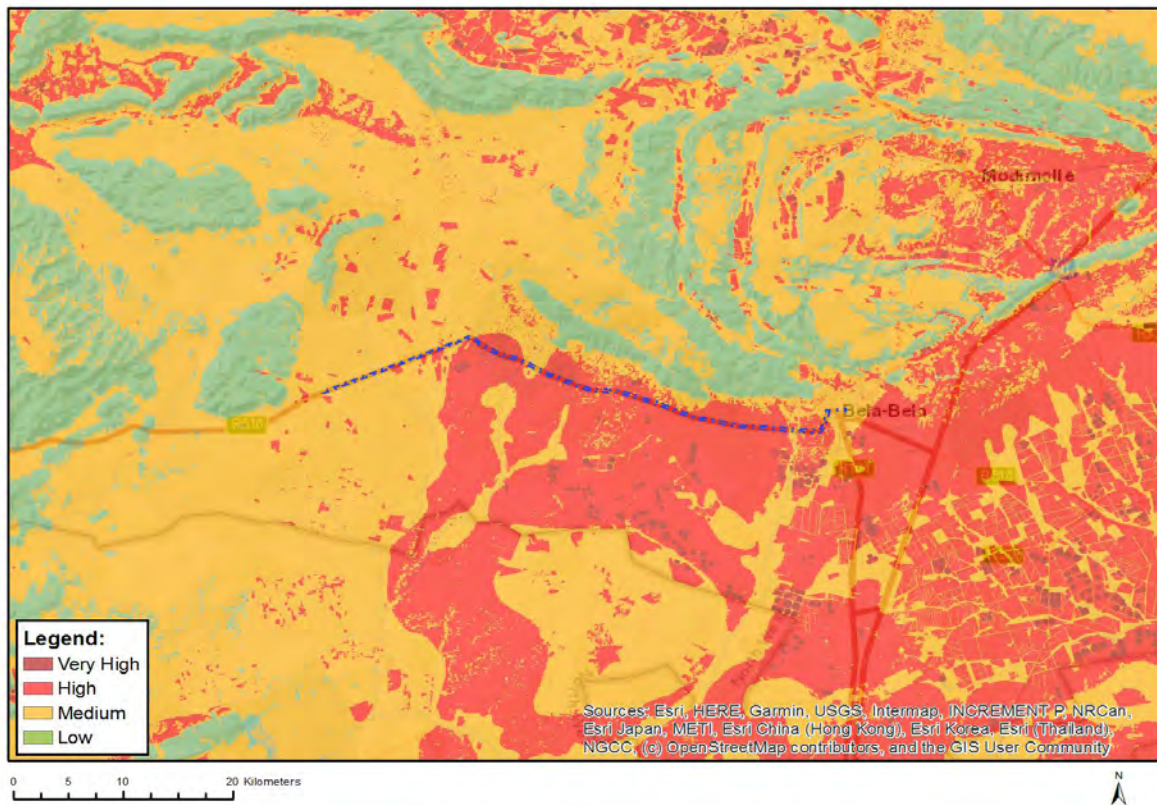 Modimolle
Bela-Bela
R516
Legend:
Very High
High
Medium
Low
Sources: Esri, HERE, Garmin, USGS, Intermap, INCREMENT P, NRCan,
Esri Japan, METI, Esri China (Hong Kong), Esri Korea, Esri (Thailand),
NGCC, (c) OpenStreetMap contributors, and the GIS User Community
0 5 10 20 Kilometers
N